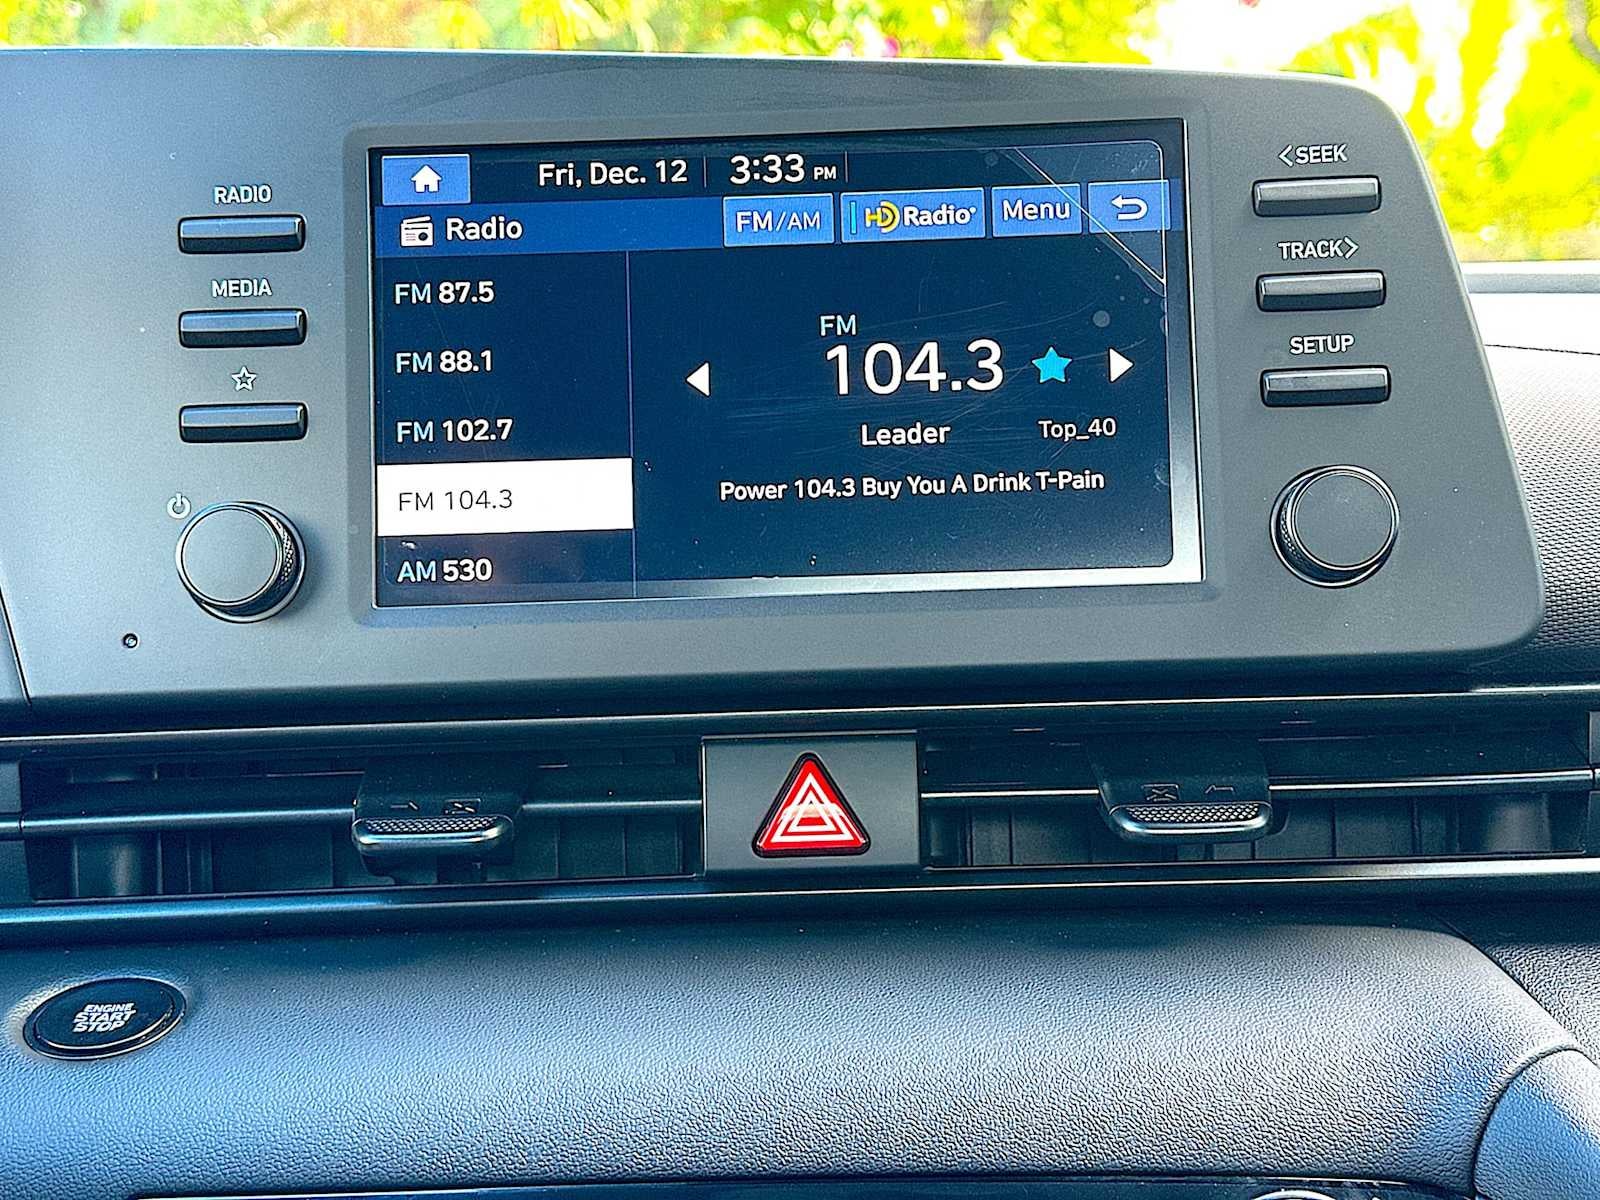 RADIO
MEDIA
Fri, Dec. 12 3:33 PM
Radio
FM/AM
HD Radio
Menu
FM 87.5
FM 88.1
FM 102.7
FM 104.3
AM 530
FM
104.3
Leader Top_40
Power 104.3 Buy You A Drink T-Pain
<SEEK
TRACK>
SETUP
ENGINE
START
STOP